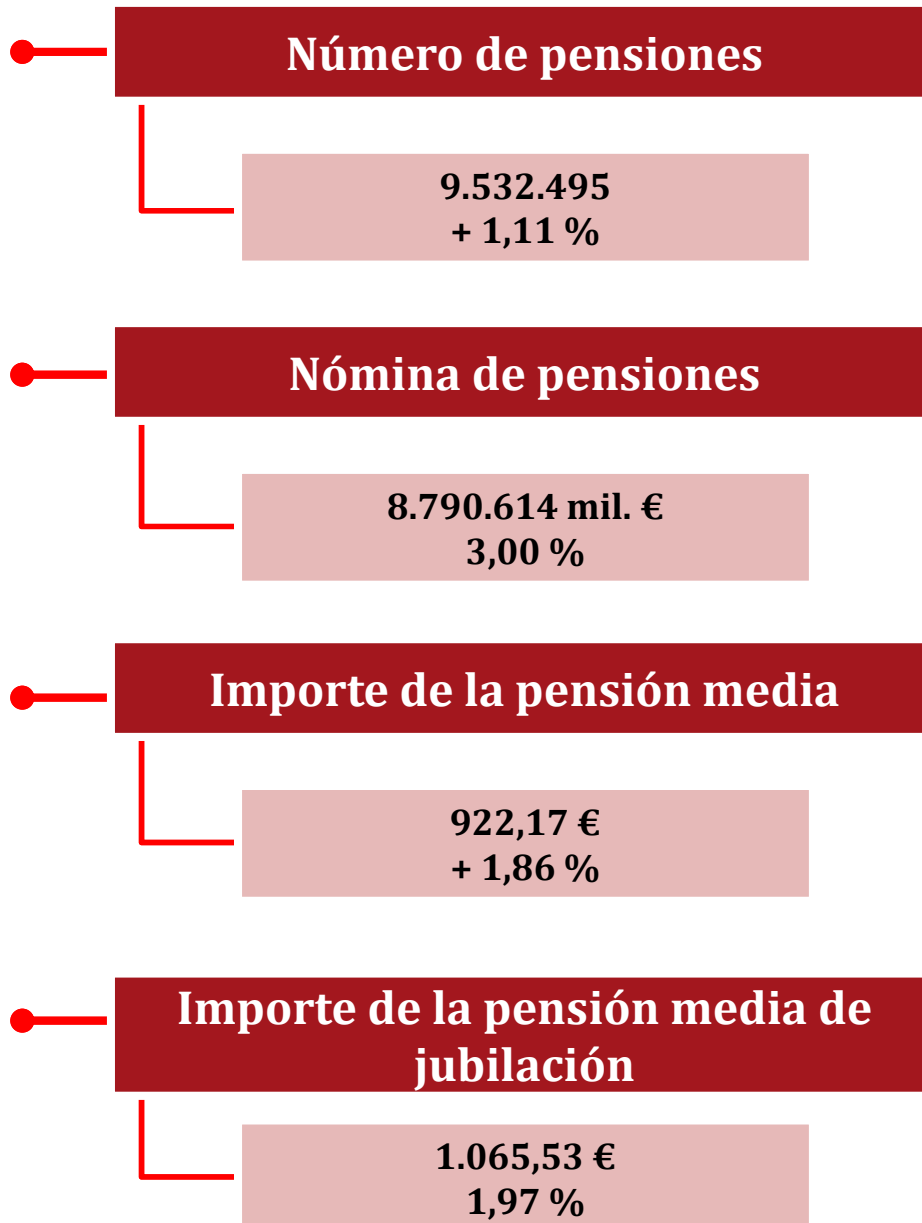 Número de pensiones
9.532.495
+ 1,11 %
Nómina de pensiones
8.790.614 mil. €
3,00 %
Importe de la pensión media
922,17 €
+ 1,86 %
Importe de la pensión media de
jubilación
1.065,53 €
1,97 %